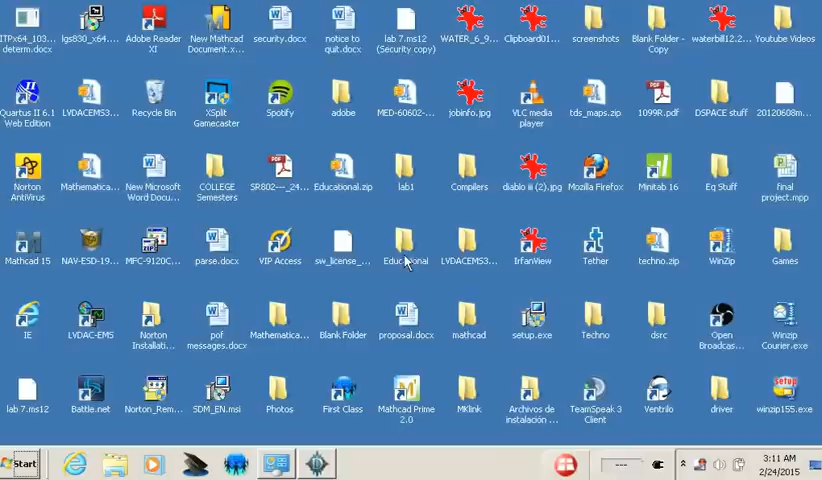 ITPx64_103...
determ.docx
lgs830_x64....
Adobe Reader
XI
New Mathcad
Document.x...
security.docx
notice to
quit.docx
lab 7.ms12
(Security copy)
WATER_6_9...
Clipboard01...
screenshots
Blank Folder -
Copy
waterbill12.2...
Youtube Videos
Quartus II 6.1
Web Edition
LVDACEMS3...
Recycle Bin
XSplit
Gamecaster
Spotify
adobe
MED-60602-...
jobinfo.jpg
VLC media
player
tds_maps.zip
1099R.pdf
DSPACE stuff
20120608m...
Norton
AntiVirus
Mathematica...
New Microsoft
Word Docu...
COLLEGE
Semesters
SR802---_24...
Educational.zip
lab1
Compilers
diablo iii (2).jpg
Mozilla Firefox
Minitab 16
Eq Stuff
final
project.mpp
Mathcad 15
NAV-ESD-19...
MFC-9120C...
parse.docx
VIP Access
sw_license_...
Educational
LVDACEMS3...
IrfanView
Tether
techno.zip
WinZip
Games
IE
LVDAC-EMS
Norton
Installati...
pof
messages.docx
Mathematica...
Blank Folder
proposal.docx
mathcad
setup.exe
Techno
dsrc
Open
Broadcas...
Winzip
Courier.exe
lab 7.ms12
Battle.net
Norton_Rem...
SDM_EN.msi
Photos
First Class
Mathcad Prime
2.0
MKlink
Archivos de
instalación ...
TeamSpeak 3
Client
Ventrilo
driver
winzip155.exe
Start
---
3:11 AM
2/24/2015